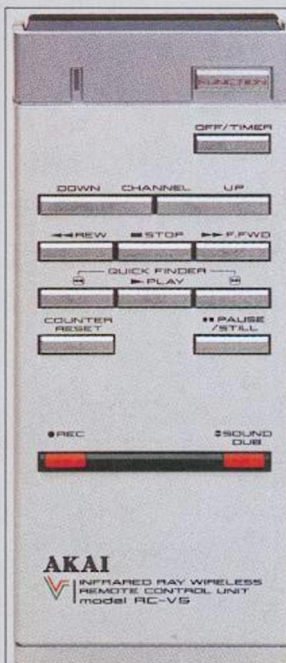 FUNCTION
OFF/TIMER
DOWN CHANNEL UP
◄◄REW ■STOP ►►F.FWD
QUICK FINDER
►PLAY
COUNTER RESET
▪▪PAUSE /STILL
●REC
SOUND DUB
AKAI
INFRARED RAY WIRELESS
REMOTE CONTROL UNIT
model RC-V5